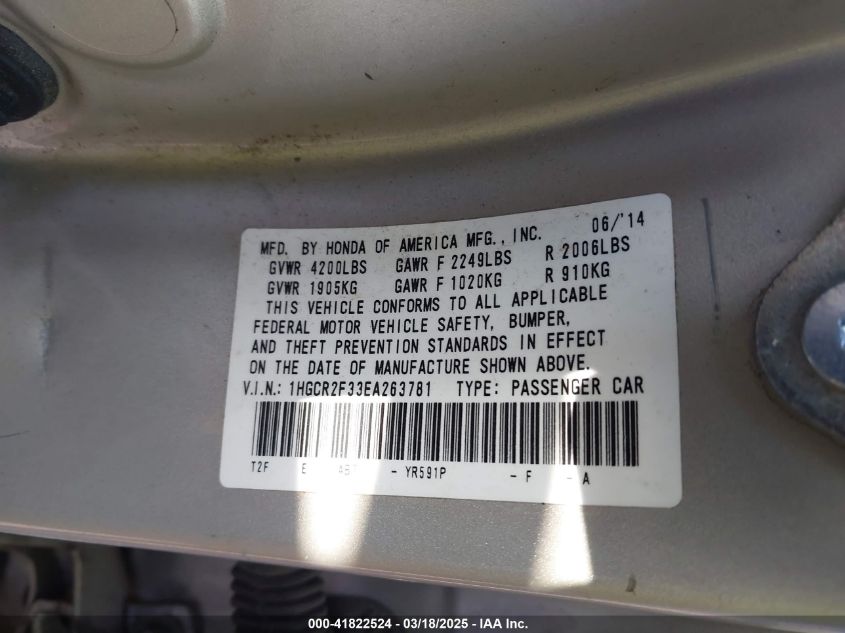 MFD. BY HONDA OF AMERICA MFG., INC. 06/'14
GVWR 4200LBS GAWR F 2249LBS R 2006LBS
GVWR 1905KG GAWR F 1020KG R 910KG
THIS VEHICLE CONFORMS TO ALL APPLICABLE
FEDERAL MOTOR VEHICLE SAFETY, BUMPER,
AND THEFT PREVENTION STANDARDS IN EFFECT
ON THE DATE OF MANUFACTURE SHOWN ABOVE.
V.I.N.: 1HGCR2F33EA263781 TYPE: PASSENGER CAR
T2F E - YR591P - F - A
000-41822524 — 03/18/2025 — IAA Inc.